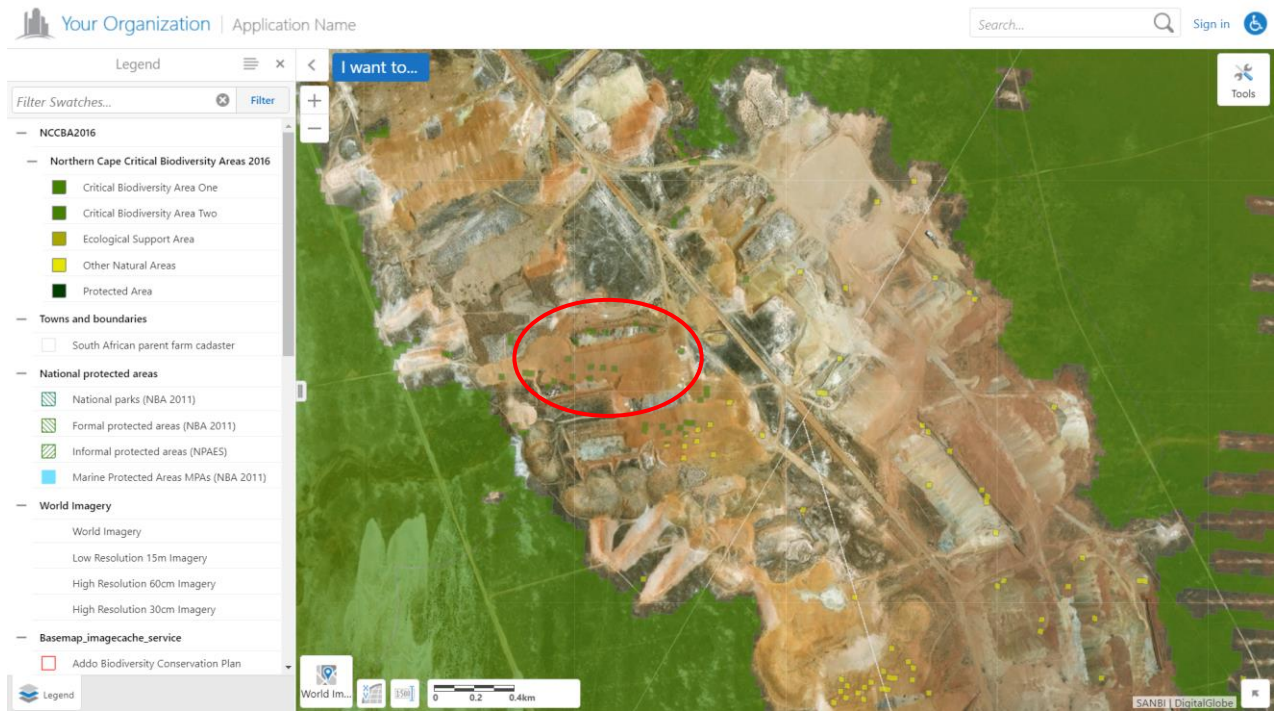 Your Organization | Application Name
Search...
Sign in
Legend
I want to...
Tools
Filter Swatches...
Filter
NCCBA2016
Northern Cape Critical Biodiversity Areas 2016
Critical Biodiversity Area One
Critical Biodiversity Area Two
Ecological Support Area
Other Natural Areas
Protected Area
Towns and boundaries
South African parent farm cadaster
National protected areas
National parks (NBA 2011)
Formal protected areas (NBA 2011)
Informal protected areas (NPAES)
Marine Protected Areas MPAs (NBA 2011)
World Imagery
World Imagery
Low Resolution 15m Imagery
High Resolution 60cm Imagery
High Resolution 30cm Imagery
Basemap_imagecache_service
Addo Biodiversity Conservation Plan
Legend
World Im...
0 0.2 0.4km
SANBI | DigitalGlobe